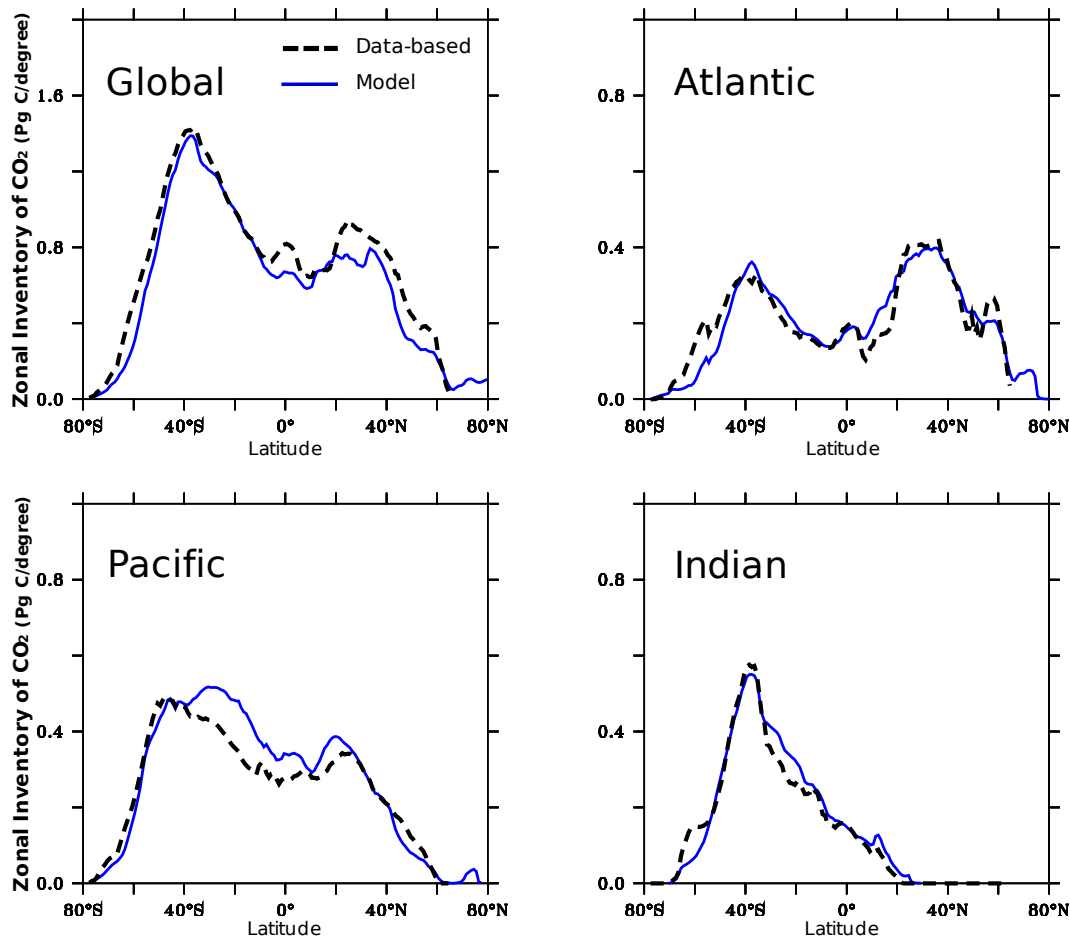 Global
Data-based
Model
Zonal Inventory of CO₂ (Pg C/degree)
1.6
0.8
0.0
80°S 40°S 0° 40°N 80°N
Latitude
Atlantic
0.8
0.4
0.0
80°S 40°S 0° 40°N 80°N
Latitude
Pacific
Zonal Inventory of CO₂ (Pg C/degree)
0.8
0.4
0.0
80°S 40°S 0° 40°N 80°N
Latitude
Indian
0.8
0.4
0.0
80°S 40°S 0° 40°N 80°N
Latitude